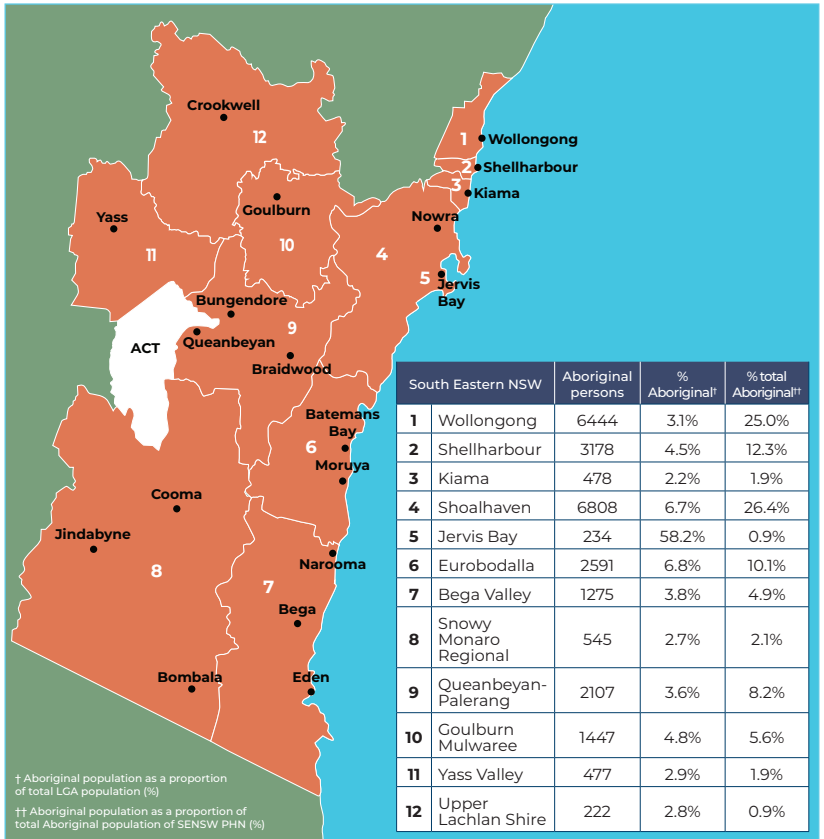 Crookwell
12
1
Wollongong
2
Shellharbour
3
Kiama
Goulburn
10
Yass
11
Nowra
4
5
Jervis
Bay
Bungendore
9
Queanbeyan
Braidwood
ACT
Batemans
Bay
6
Moruya
Cooma
Jindabyne
8
Narooma
7
Bega
Bombala
Eden
† Aboriginal population as a proportion
of total LGA population (%)
†† Aboriginal population as a proportion of
total Aboriginal population of SENSW PHN (%)
South Eastern NSW
Aboriginal
persons
%
Aboriginal†
% total
Aboriginal††
1 Wollongong 6444 3.1% 25.0%
2 Shellharbour 3178 4.5% 12.3%
3 Kiama 478 2.2% 1.9%
4 Shoalhaven 6808 6.7% 26.4%
5 Jervis Bay 234 58.2% 0.9%
6 Eurobodalla 2591 6.8% 10.1%
7 Bega Valley 1275 3.8% 4.9%
8 Snowy
Monaro
Regional 545 2.7% 2.1%
9 Queanbeyan-
Palerang 2107 3.6% 8.2%
10 Goulburn
Mulwaree 1447 4.8% 5.6%
11 Yass Valley 477 2.9% 1.9%
12 Upper
Lachlan Shire 222 2.8% 0.9%